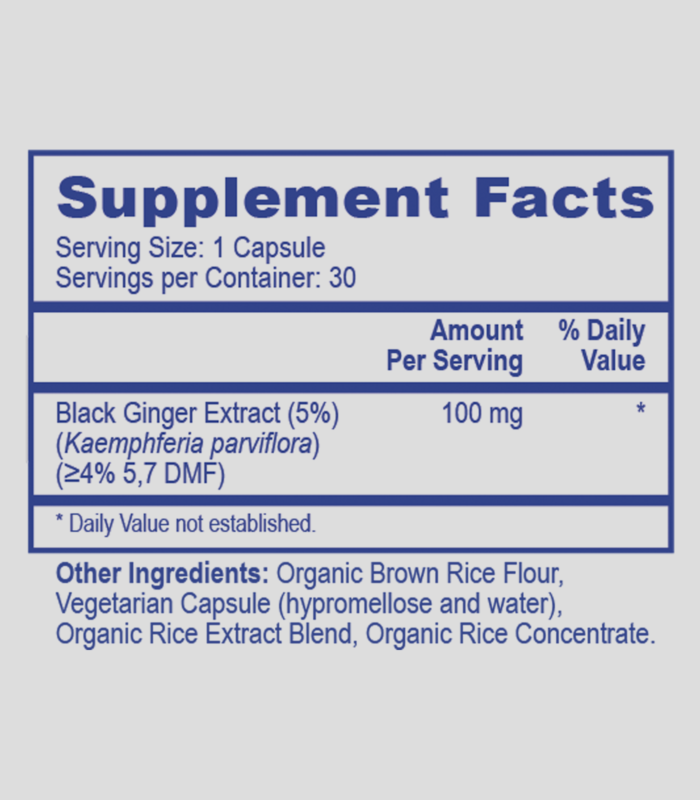 Supplement Facts
Serving Size: 1 Capsule
Servings per Container: 30
Amount Per Serving % Daily Value
Black Ginger Extract (5%) 100 mg *
(Kaemphferia parviflora)
(≥4% 5,7 DMF)
* Daily Value not established.
Other Ingredients: Organic Brown Rice Flour,
Vegetarian Capsule (hypromellose and water),
Organic Rice Extract Blend, Organic Rice Concentrate.